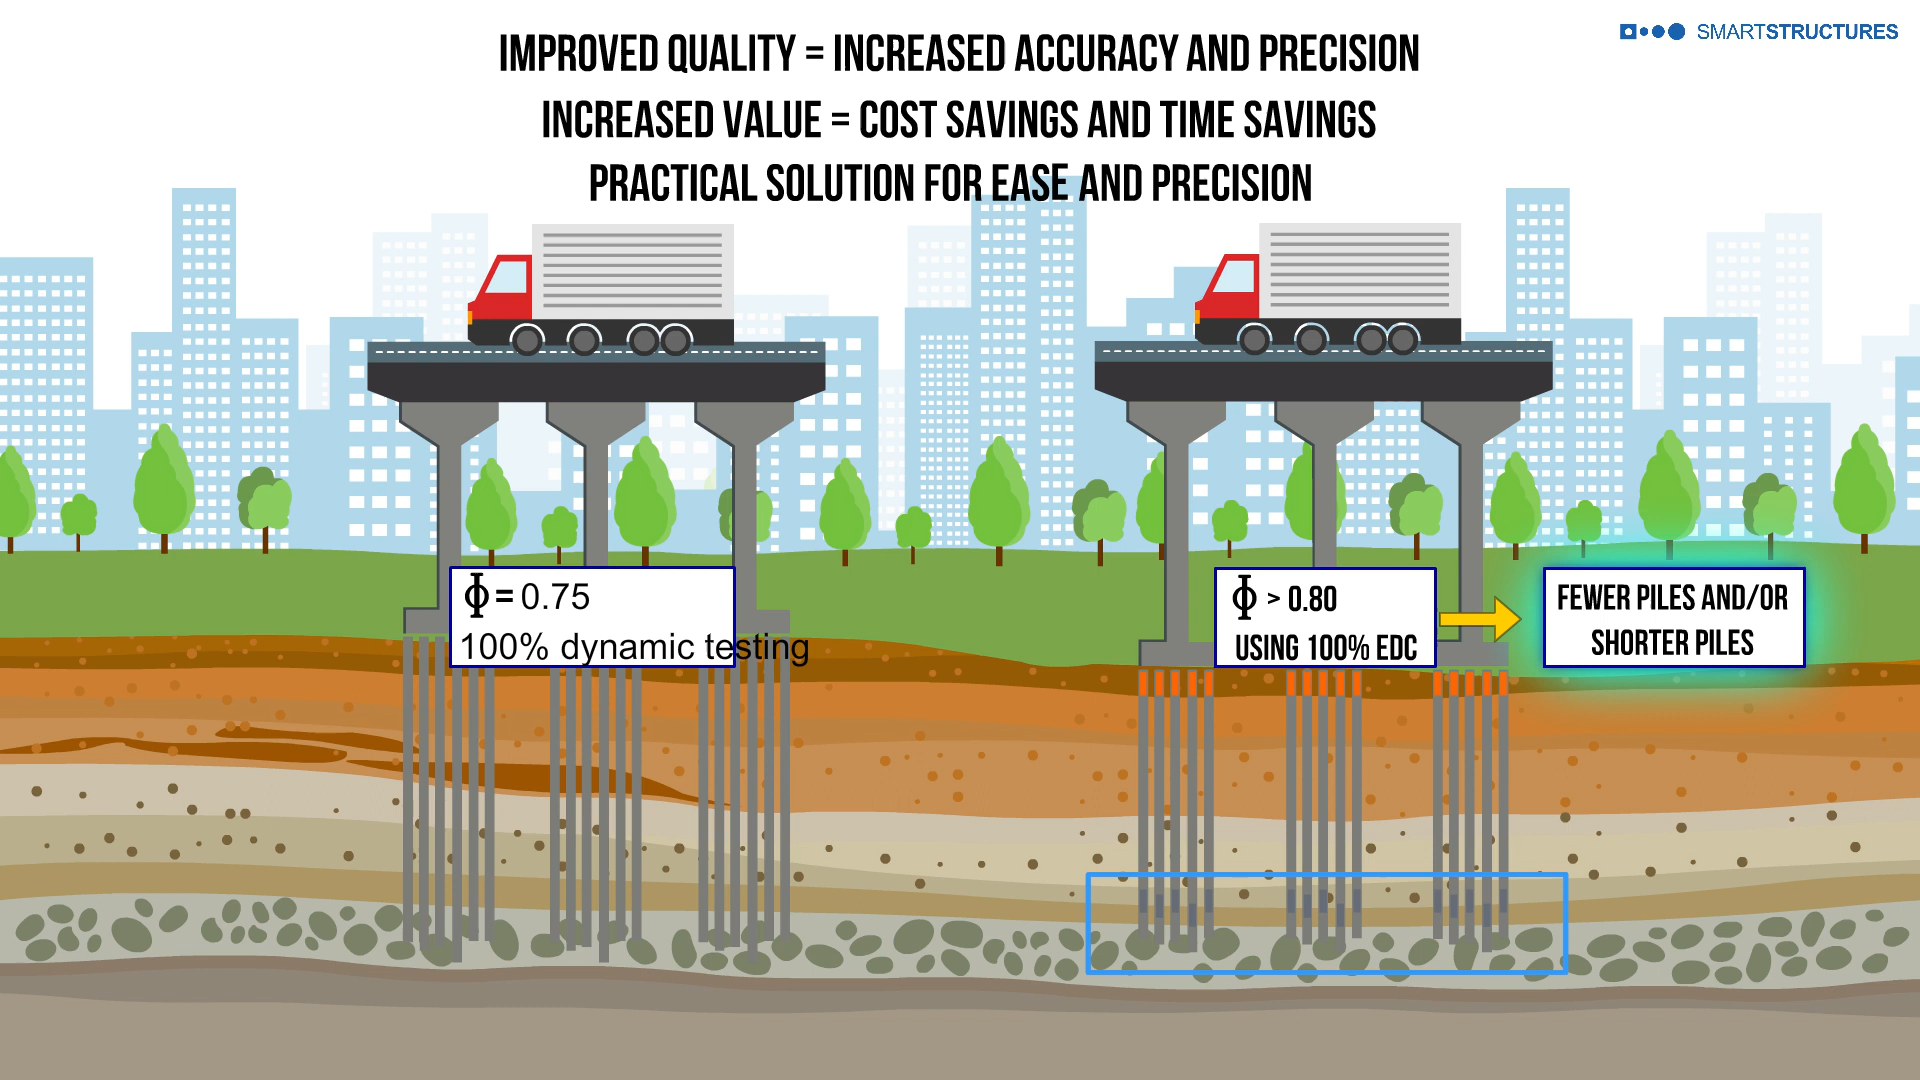 SMARTSTRUCTURES
IMPROVED QUALITY = INCREASED ACCURACY AND PRECISION
INCREASED VALUE = COST SAVINGS AND TIME SAVINGS
PRACTICAL SOLUTION FOR EASE AND PRECISION
Φ = 0.75
100% dynamic testing
Φ > 0.80
USING 100% EDC
FEWER PILES AND/OR
SHORTER PILES